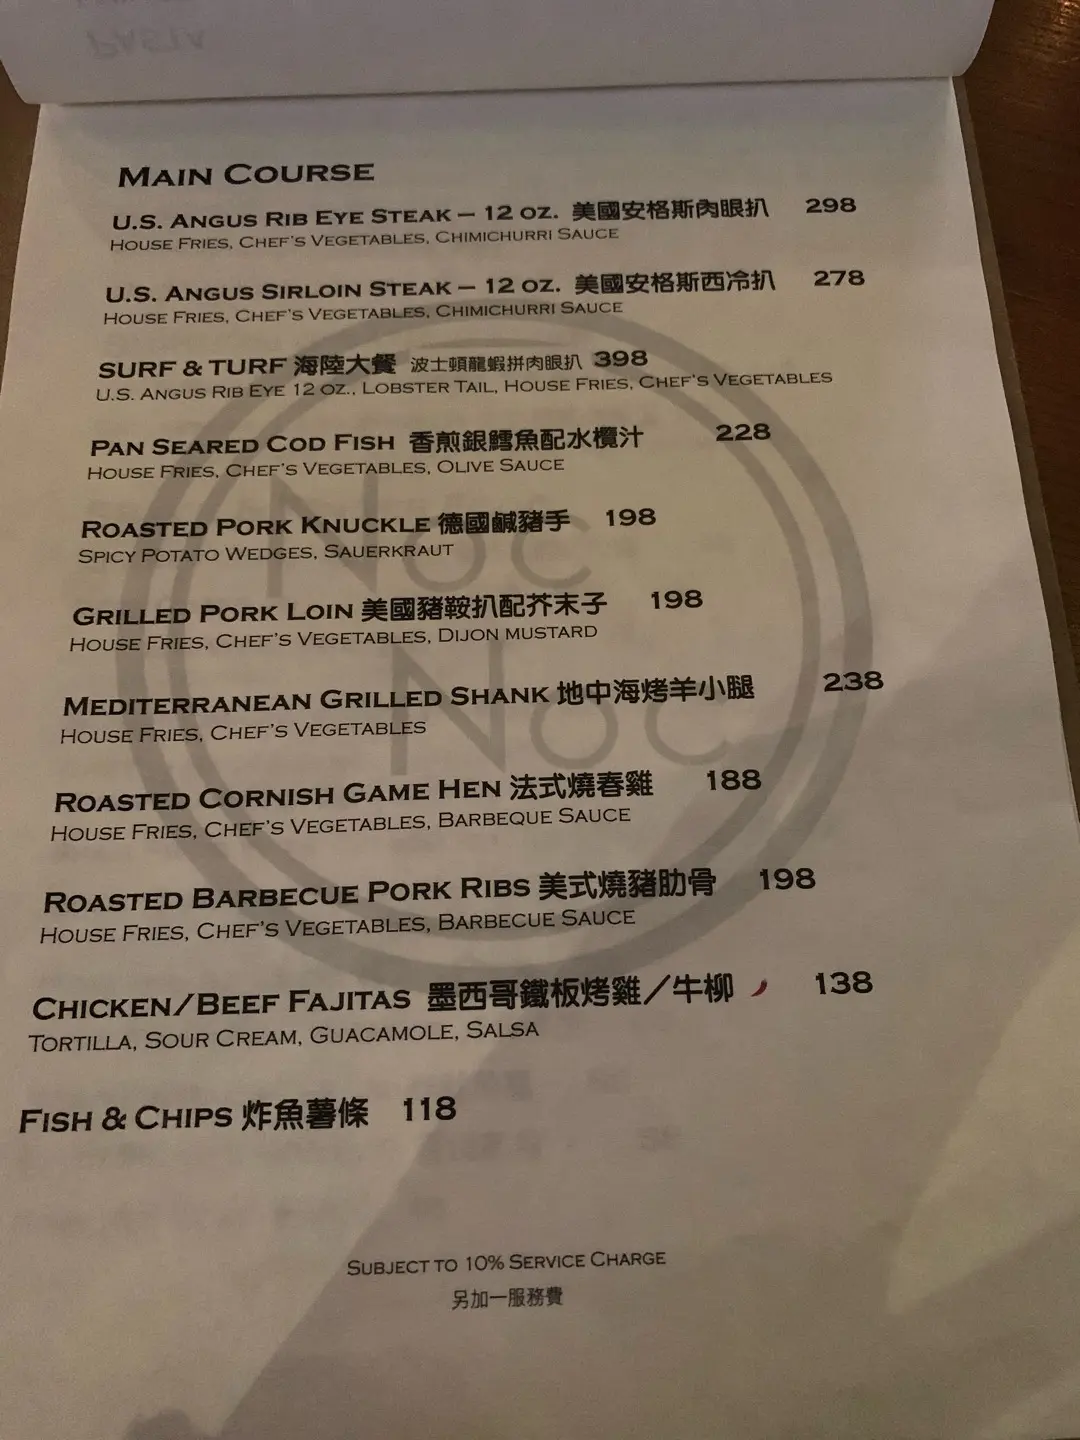 PASTA
MAIN COURSE
U.S. ANGUS RIB EYE STEAK – 12 OZ. 美國安格斯肉眼扒 298
HOUSE FRIES, CHEF'S VEGETABLES, CHIMICHURRI SAUCE
U.S. ANGUS SIRLOIN STEAK – 12 OZ. 美國安格斯西冷扒 278
HOUSE FRIES, CHEF'S VEGETABLES, CHIMICHURRI SAUCE
SURF & TURF 海陸大餐 波士頓龍蝦拼肉眼扒 398
U.S. ANGUS RIB EYE 12 OZ., LOBSTER TAIL, HOUSE FRIES, CHEF'S VEGETABLES
PAN SEARED COD FISH 香煎銀鱈魚配水欖汁 228
HOUSE FRIES, CHEF'S VEGETABLES, OLIVE SAUCE
ROASTED PORK KNUCKLE 德國鹹豬手 198
SPICY POTATO WEDGES, SAUERKRAUT
GRILLED PORK LOIN 美國豬鞍扒配芥末子 198
HOUSE FRIES, CHEF'S VEGETABLES, DIJON MUSTARD
MEDITERRANEAN GRILLED SHANK 地中海烤羊小腿 238
HOUSE FRIES, CHEF'S VEGETABLES
ROASTED CORNISH GAME HEN 法式燒春雞 188
HOUSE FRIES, CHEF'S VEGETABLES, BARBEQUE SAUCE
ROASTED BARBECUE PORK RIBS 美式燒豬肋骨 198
HOUSE FRIES, CHEF'S VEGETABLES, BARBECUE SAUCE
CHICKEN/BEEF FAJITAS 墨西哥鐵板烤雞／牛柳 138
TORTILLA, SOUR CREAM, GUACAMOLE, SALSA
FISH & CHIPS 炸魚薯條 118
SUBJECT TO 10% SERVICE CHARGE
另加一服務費
NOC
NOC